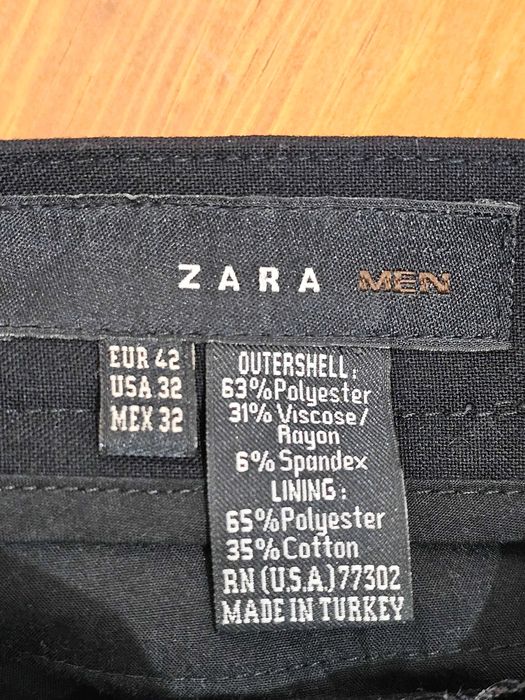 ZARA MEN
EUR 42
USA 32
MEX 32
OUTERSHELL:
63%Polyester
31% Viscose/
Rayon
6% Spandex
LINING:
65%Polyester
35%Cotton
RN (U.S.A.) 77302
MADE IN TURKEY